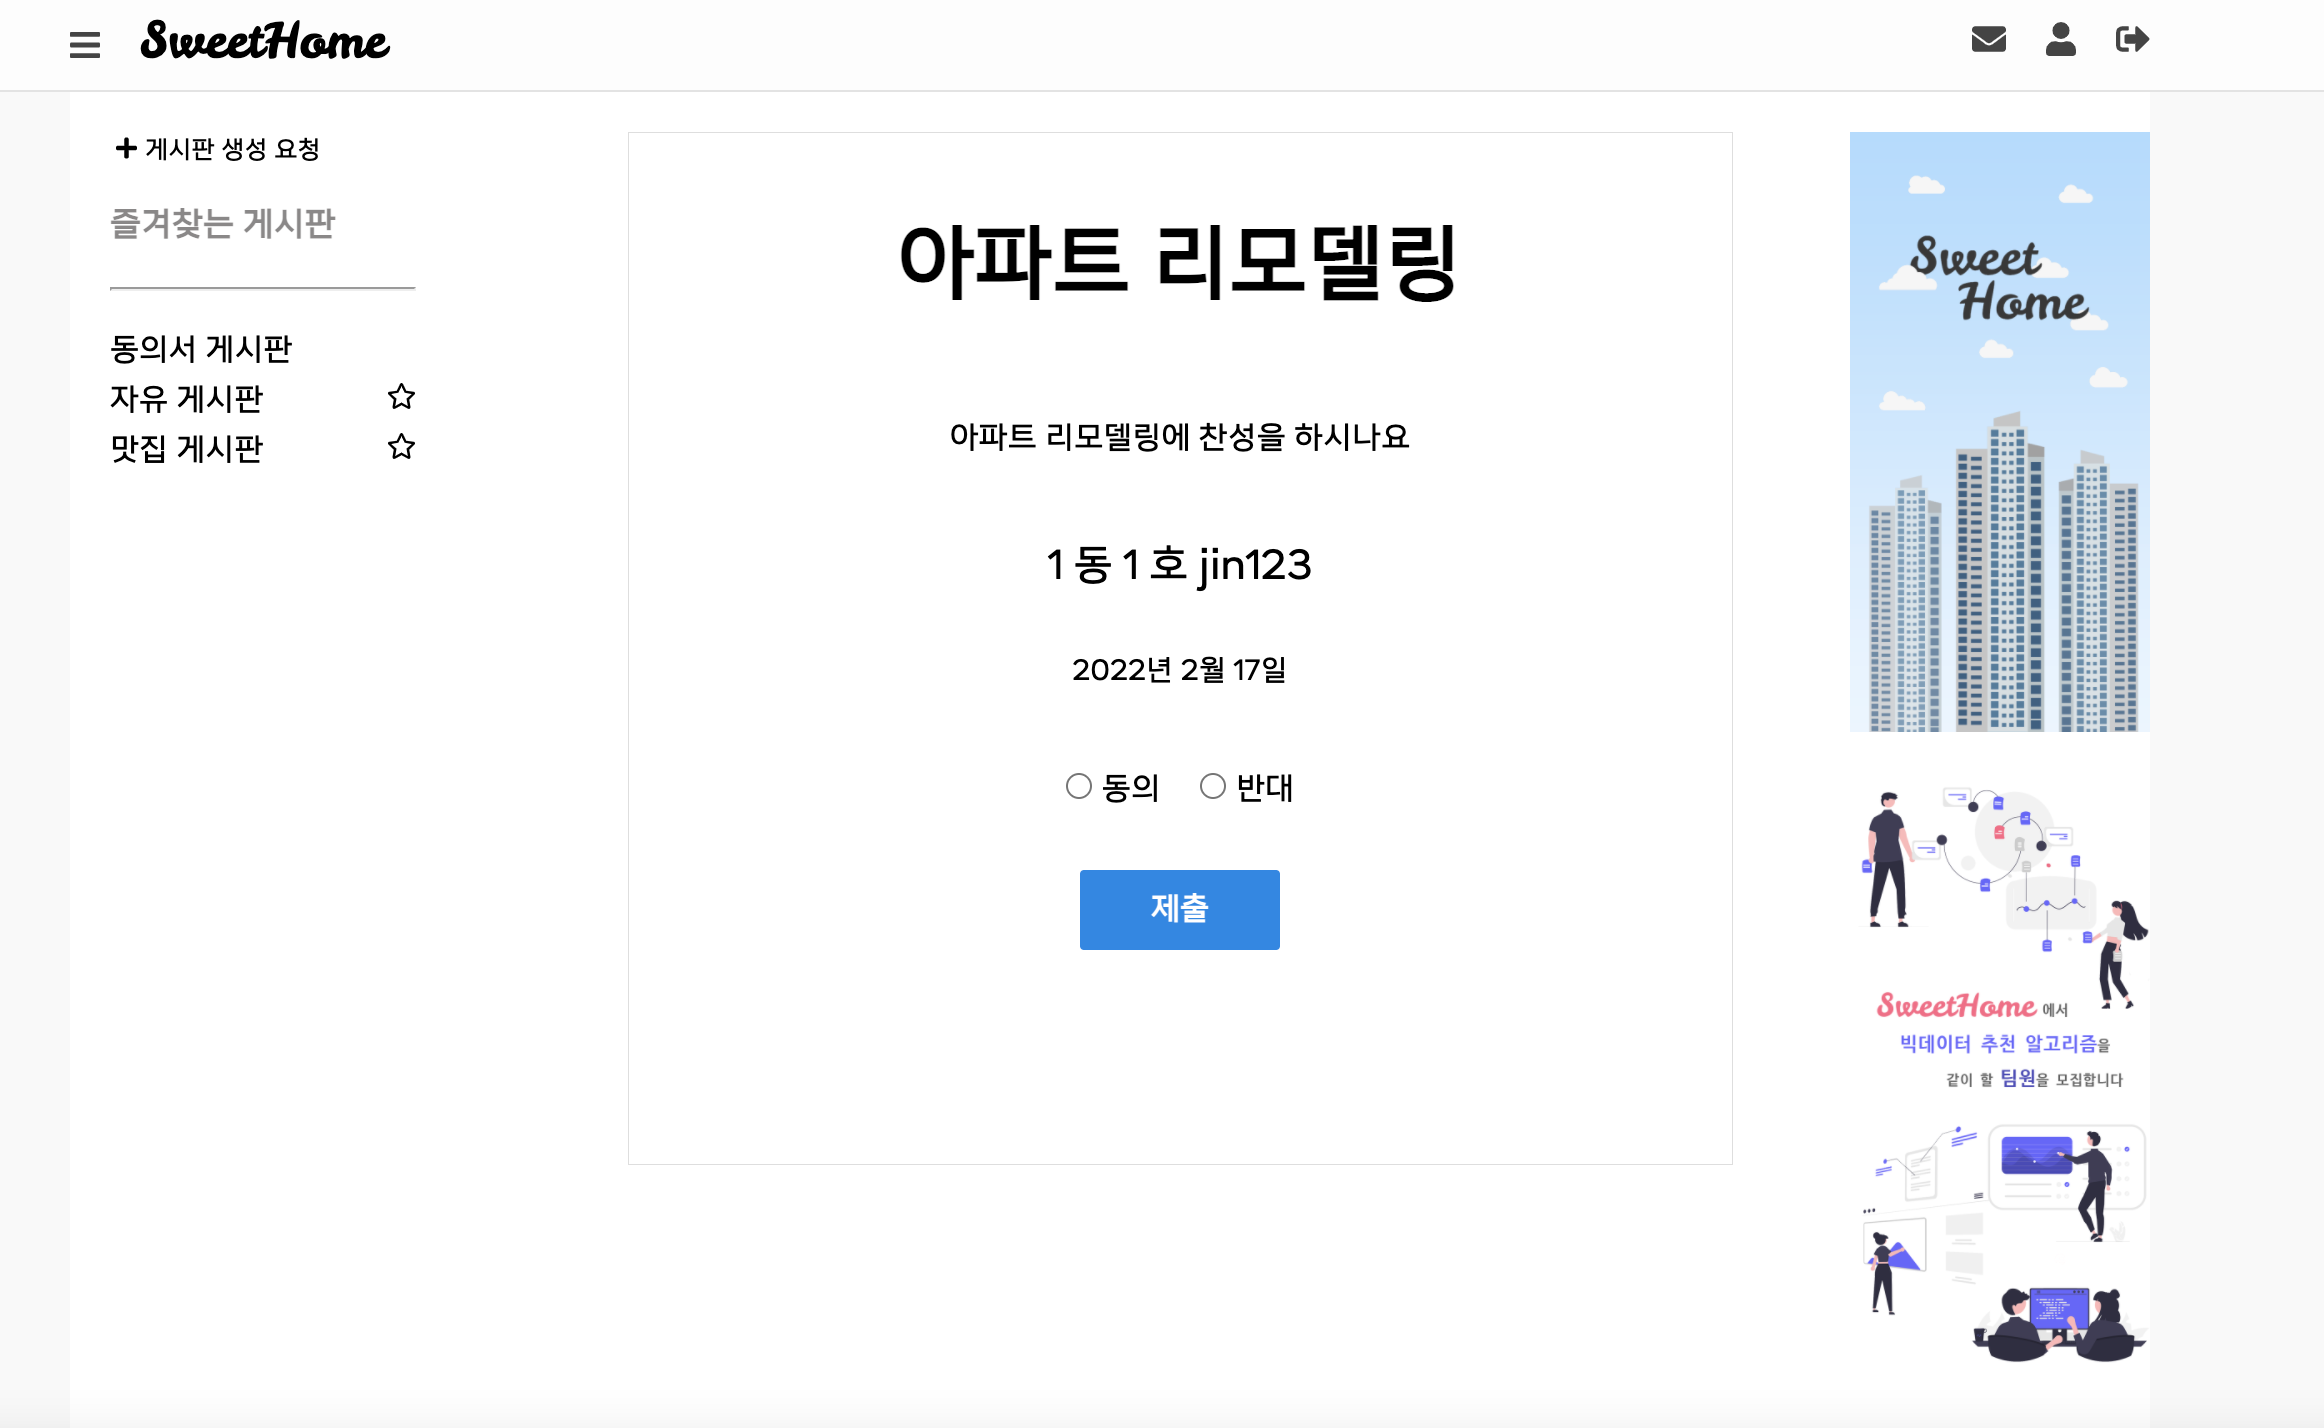 SweetHome
게시판 생성 요청
즐겨찾는 게시판
동의서 게시판
자유 게시판
맛집 게시판
아파트 리모델링
아파트 리모델링에 찬성을 하시나요
1 동 1 호 jin123
2022년 2월 17일
동의 반대
제출
Sweet
Home
SweetHome 에서
빅데이터 추천 알고리즘을
같이 할 팀원을 모집합니다